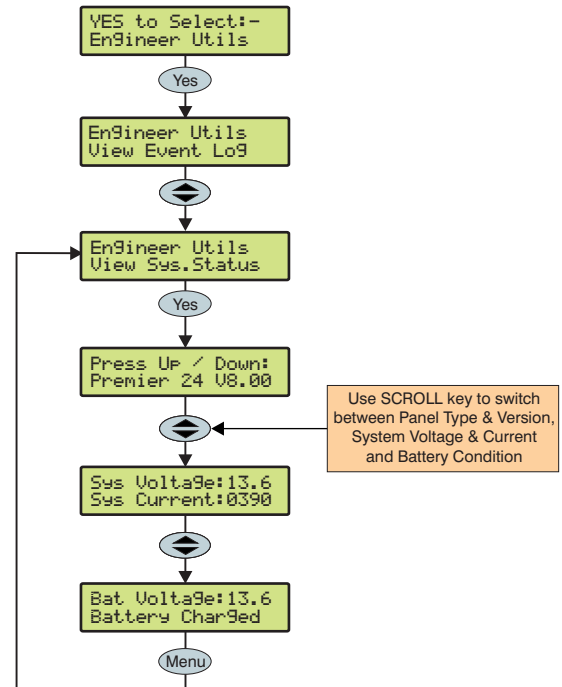 YES to Select:-
Engineer Utils
Yes
Engineer Utils
View Event Log
Engineer Utils
View Sys.Status
Yes
Press Up / Down:
Premier 24 V8.00
Use SCROLL key to switch
between Panel Type & Version,
System Voltage & Current
and Battery Condition
Sys Voltage:13.6
Sys Current:0390
Bat Voltage:13.6
Battery Charged
Menu